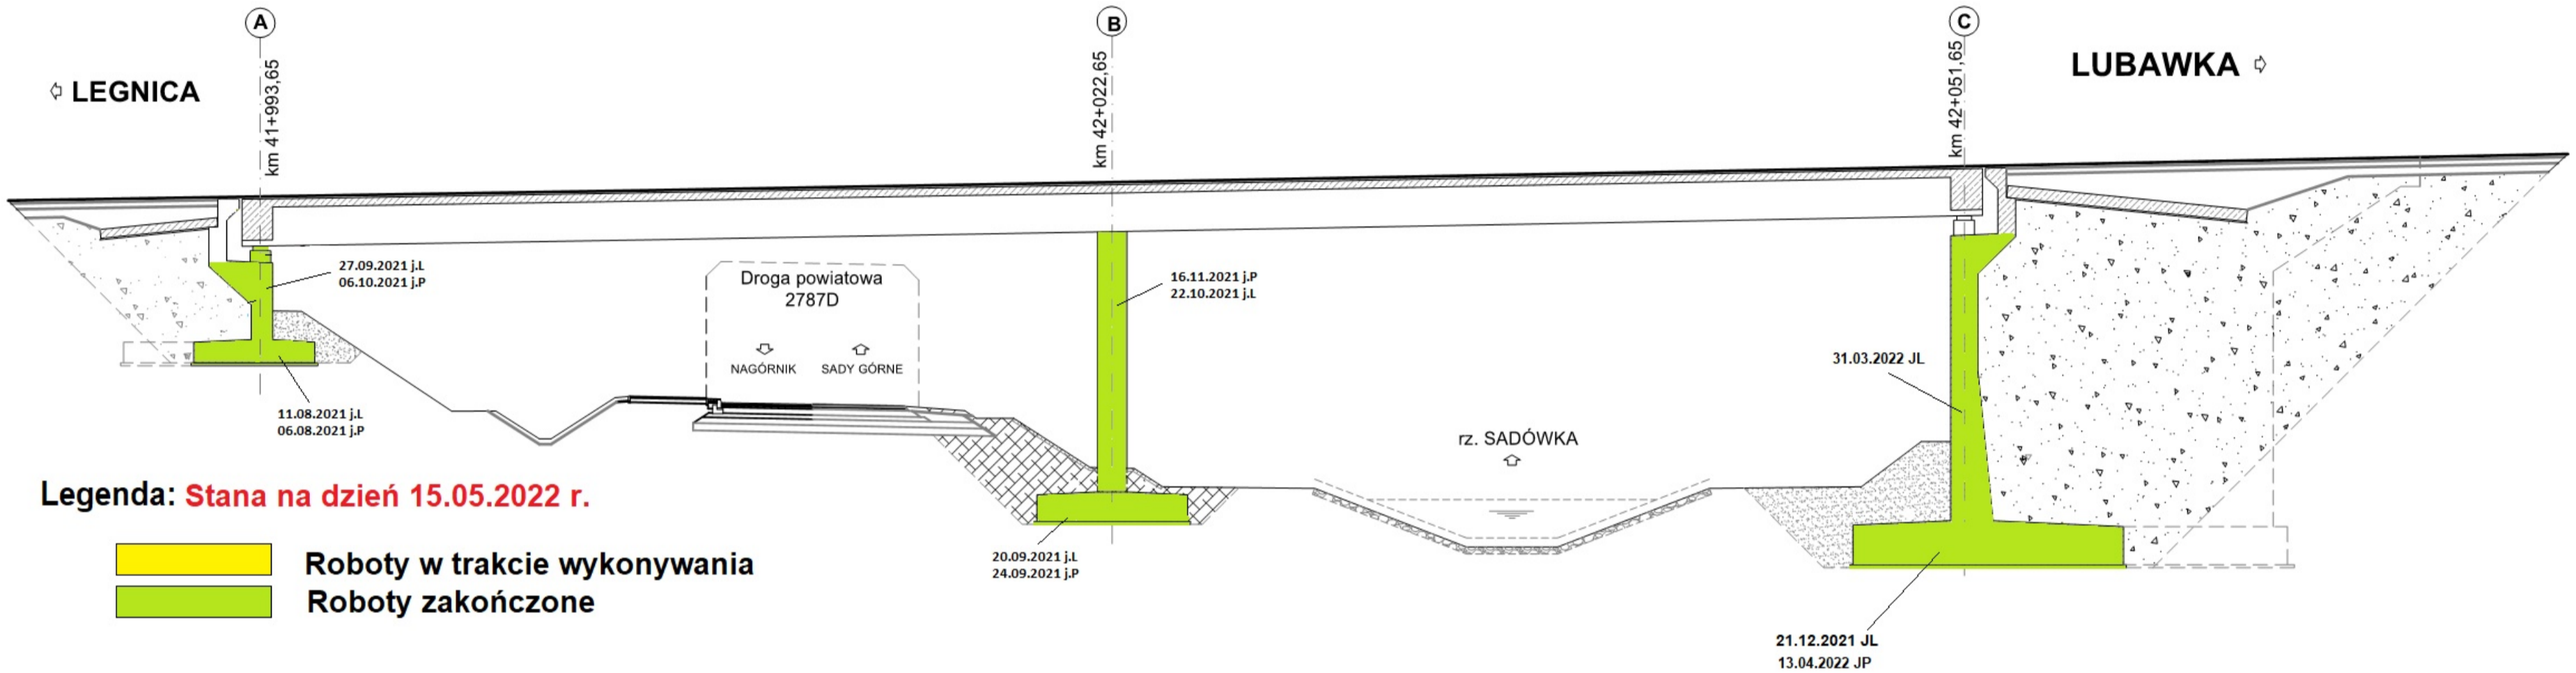 A
B
C
km 41+993,65
km 42+022,65
km 42+051,65
⇦ LEGNICA
LUBAWKA ⇨
27.09.2021 j.L
06.10.2021 j.P
Droga powiatowa
2787D
NAGÓRNIK
SADY GÓRNE
16.11.2021 j.P
22.10.2021 j.L
31.03.2022 JL
11.08.2021 j.L
06.08.2021 j.P
rz. SADÓWKA
20.09.2021 j.L
24.09.2021 j.P
21.12.2021 JL
13.04.2022 JP
Legenda: Stana na dzień 15.05.2022 r.
Roboty w trakcie wykonywania
Roboty zakończone